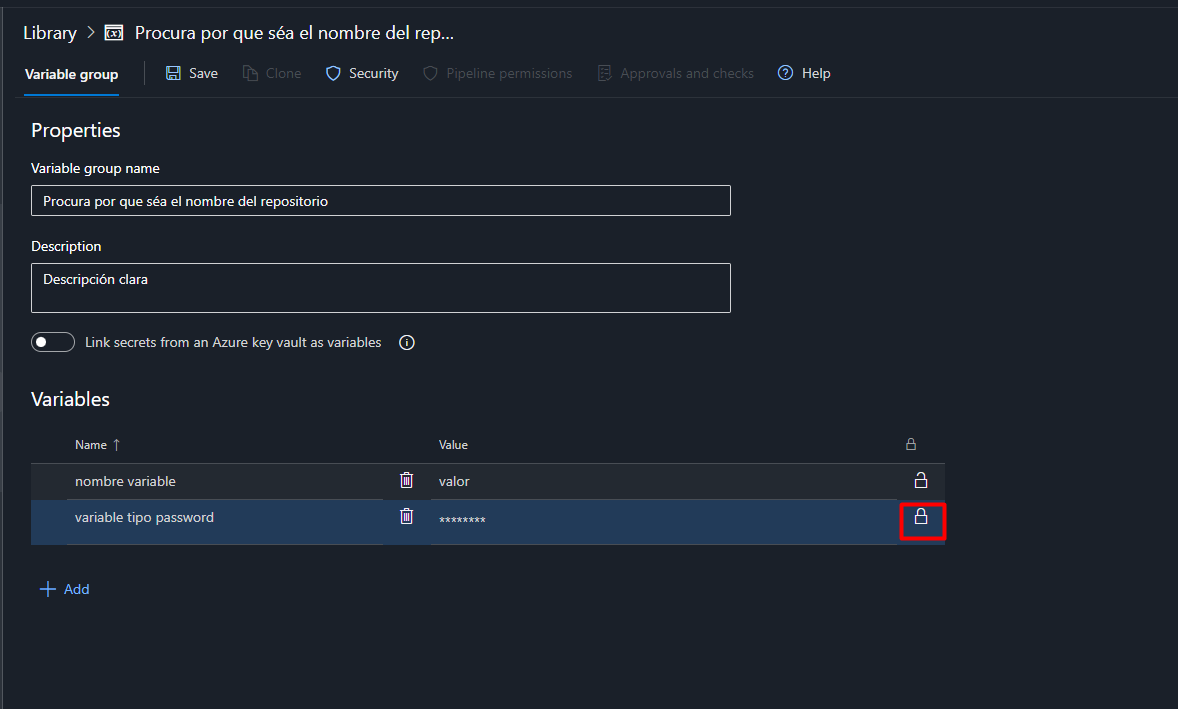 Library > Procura por que séa el nombre del rep...
Variable group Save Clone Security Pipeline permissions Approvals and checks Help
Properties
Variable group name
Procura por que séa el nombre del repositorio
Description
Descripción clara
Link secrets from an Azure key vault as variables
Variables
Name ↑ Value
nombre variable valor
variable tipo password ********
+ Add